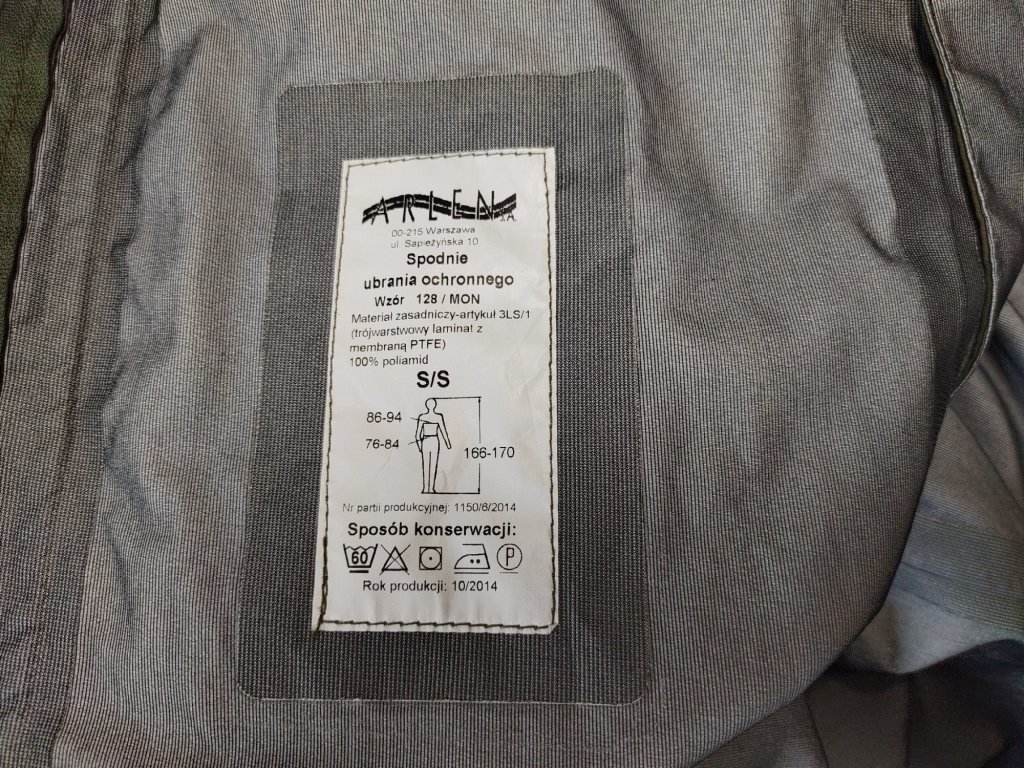 ARLEN S.A.
00-215 Warszawa
ul. Sapieżyńska 10
Spodnie
ubrania ochronnego
Wzór 128 / MON
Materiał zasadniczy-artykuł 3LS/1
(trójwarstwowy laminat z
membraną PTFE)
100% poliamid
S/S
86-94
76-84
166-170
Nr partii produkcyjnej: 1150/6/2014
Sposób konserwacji:
60 P
Rok produkcji: 10/2014